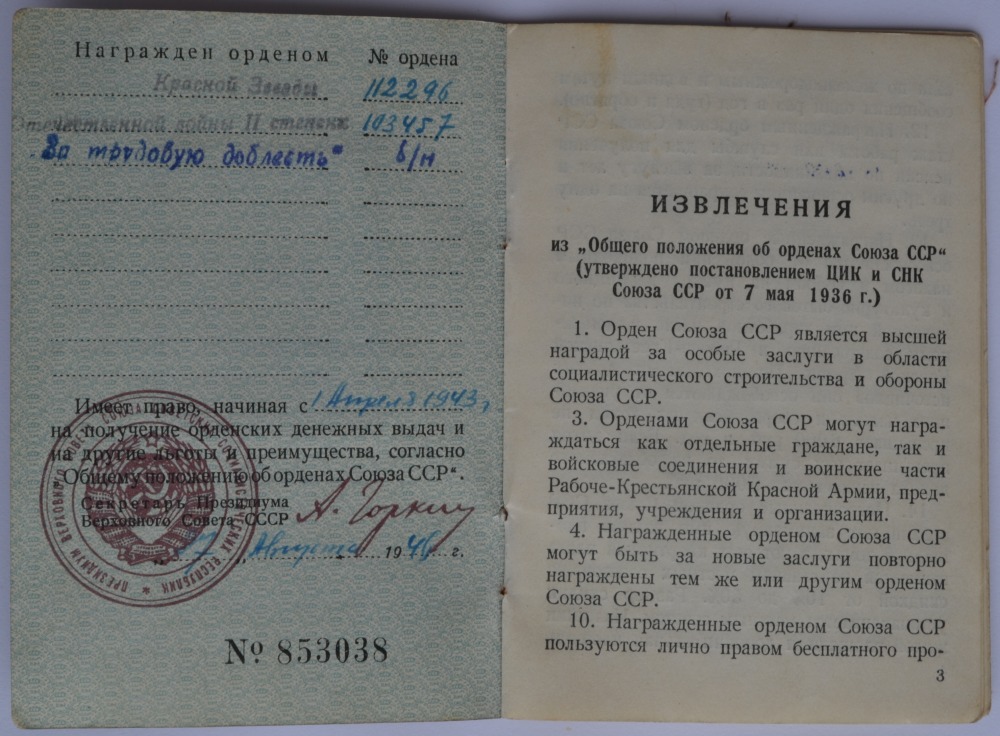 Награжден орденом № ордена
Красной Звезды 112296
Отечественной войны II степени 103457
„За трудовую доблесть“ б/н
Имеет право, начиная с 1 Апреля 1943 г.
на получение орденских денежных выдач и
на другие льготы и преимущества, согласно
„Общему положению об орденах Союза ССР“.
Секретарь Президиума
Верховного Совета СССР А. Горкин
„ Августа 1946 г.
ПРЕЗИДИУМ ВЕРХОВНОГО СОВЕТА СОЮЗА СОВЕТСКИХ СОЦИАЛИСТИЧЕСКИХ РЕСПУБЛИК
№ 853038
ИЗВЛЕЧЕНИЯ
из „Общего положения об орденах Союза ССР“
(утверждено постановлением ЦИК и СНК
Союза ССР от 7 мая 1936 г.)
1. Орден Союза ССР является высшей
наградой за особые заслуги в области
социалистического строительства и обороны
Союза ССР.
3. Орденами Союза ССР могут награ-
ждаться как отдельные граждане, так и
войсковые соединения и воинские части
Рабоче-Крестьянской Красной Армии, пред-
приятия, учреждения и организации.
4. Награжденные орденом Союза ССР
могут быть за новые заслуги повторно
награждены тем же или другим орденом
Союза ССР.
10. Награжденные орденом Союза ССР
пользуются лично правом бесплатного про-
3